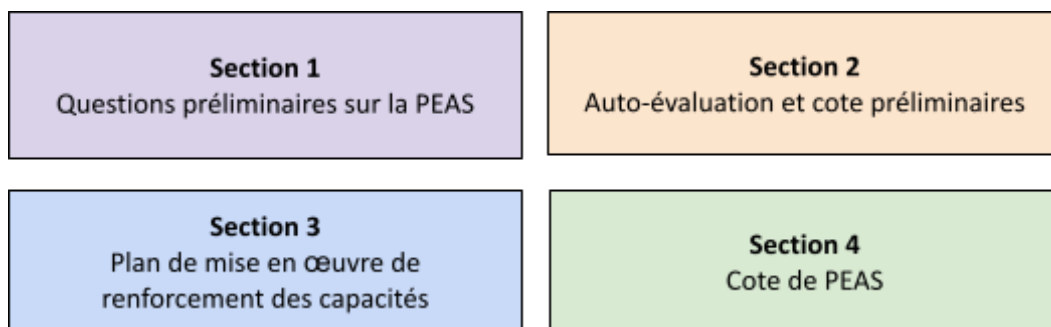 Section 1
Questions préliminaires sur la PEAS
Section 2
Auto-évaluation et cote préliminaires
Section 3
Plan de mise en œuvre de
renforcement des capacités
Section 4
Cote de PEAS